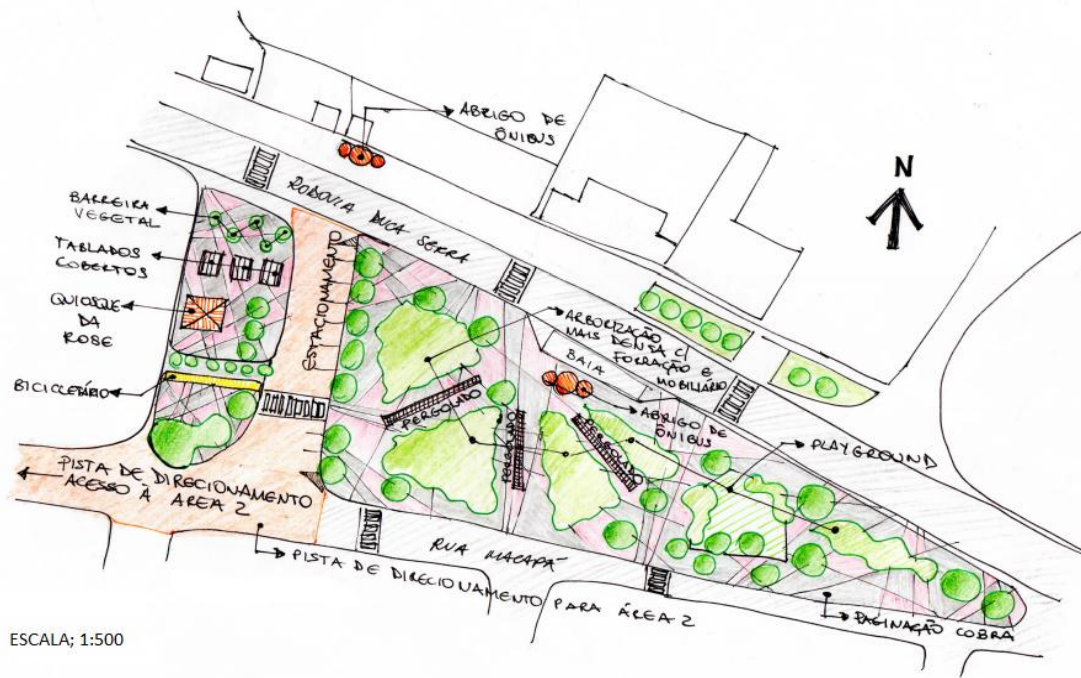 ABRIGO DE
ÔNIBUS
N
RODOVIA DUCA SERRA
BARREIRA
VEGETAL
TABLADOS
COBERTOS
QUIOSQUE
DA
ROSE
BICICLETÁRIO
ESTACIONAMENTO
ARBORIZAÇÃO
MAIS DENSA C/
FORRAÇÃO E
MOBILIÁRIO
BAIA
ABRIGO DE
ÔNIBUS
PERGOLADO
PERGOLADO
PERGOLADO
PLAYGROUND
PISTA DE DIRECIONAMENTO
ACESSO À ÁREA 2
RUA MACAPÁ
PISTA DE DIRECIONAMENTO PARA ÁREA 2
PAGINAÇÃO COBRA
ESCALA; 1:500